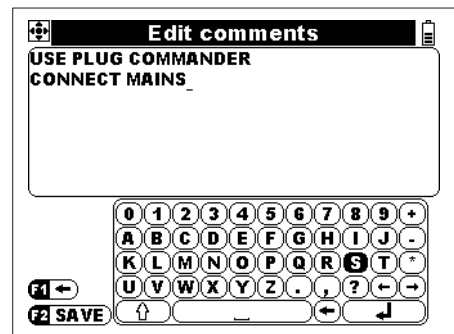 Edit comments
USE PLUG COMMANDER
CONNECT MAINS_
0 1 2 3 4 5 6 7 8 9 +
A B C D E F G H I J -
K L M N O P Q R S T *
F1 ← U V W X Y Z . , ? ← →
F2 SAVE ⇧ ⎵ ← ↲